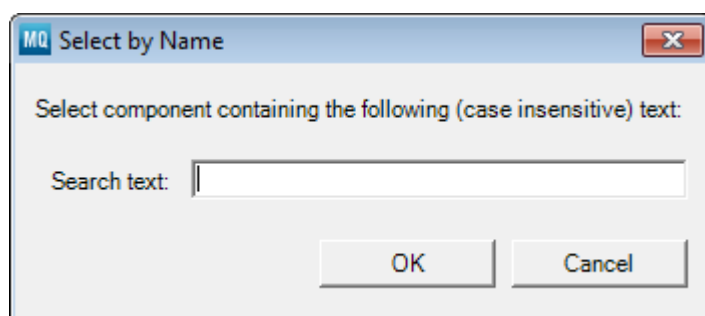 MQ Select by Name
Select component containing the following (case insensitive) text:
Search text:
OK Cancel